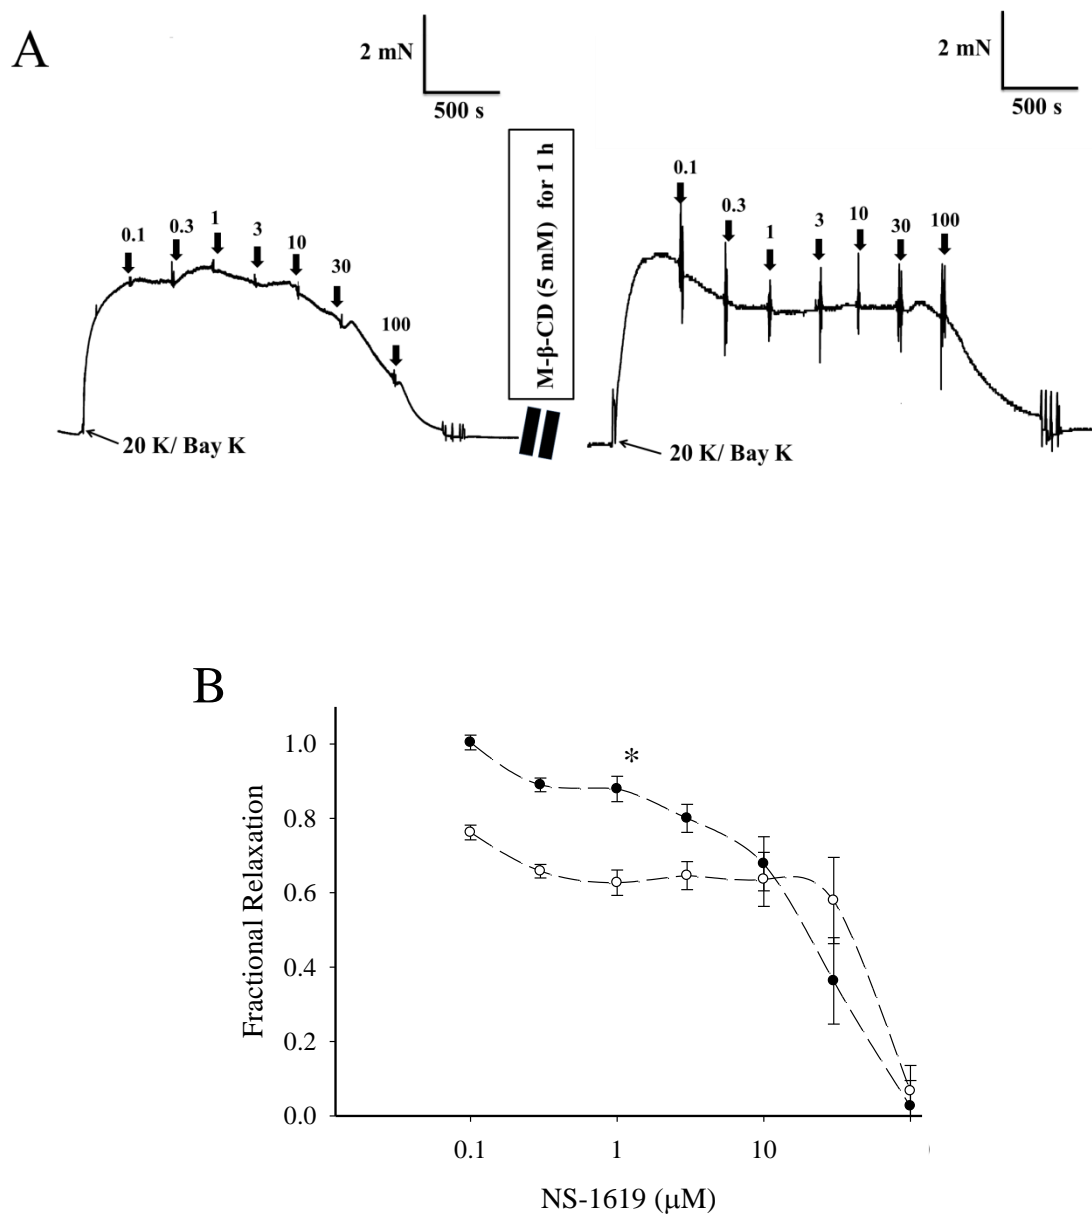 A
2 mN
500 s
2 mN
500 s
0.1
0.3
1
3
10
30
100
20 K/ Bay K
M-β-CD (5 mM) for 1 h
0.1
0.3
1
3
10
30
100
20 K/ Bay K
B
Fractional Relaxation
1.0
0.8
0.6
0.4
0.2
0.0
*
0.1
1
10
NS-1619 (μM)